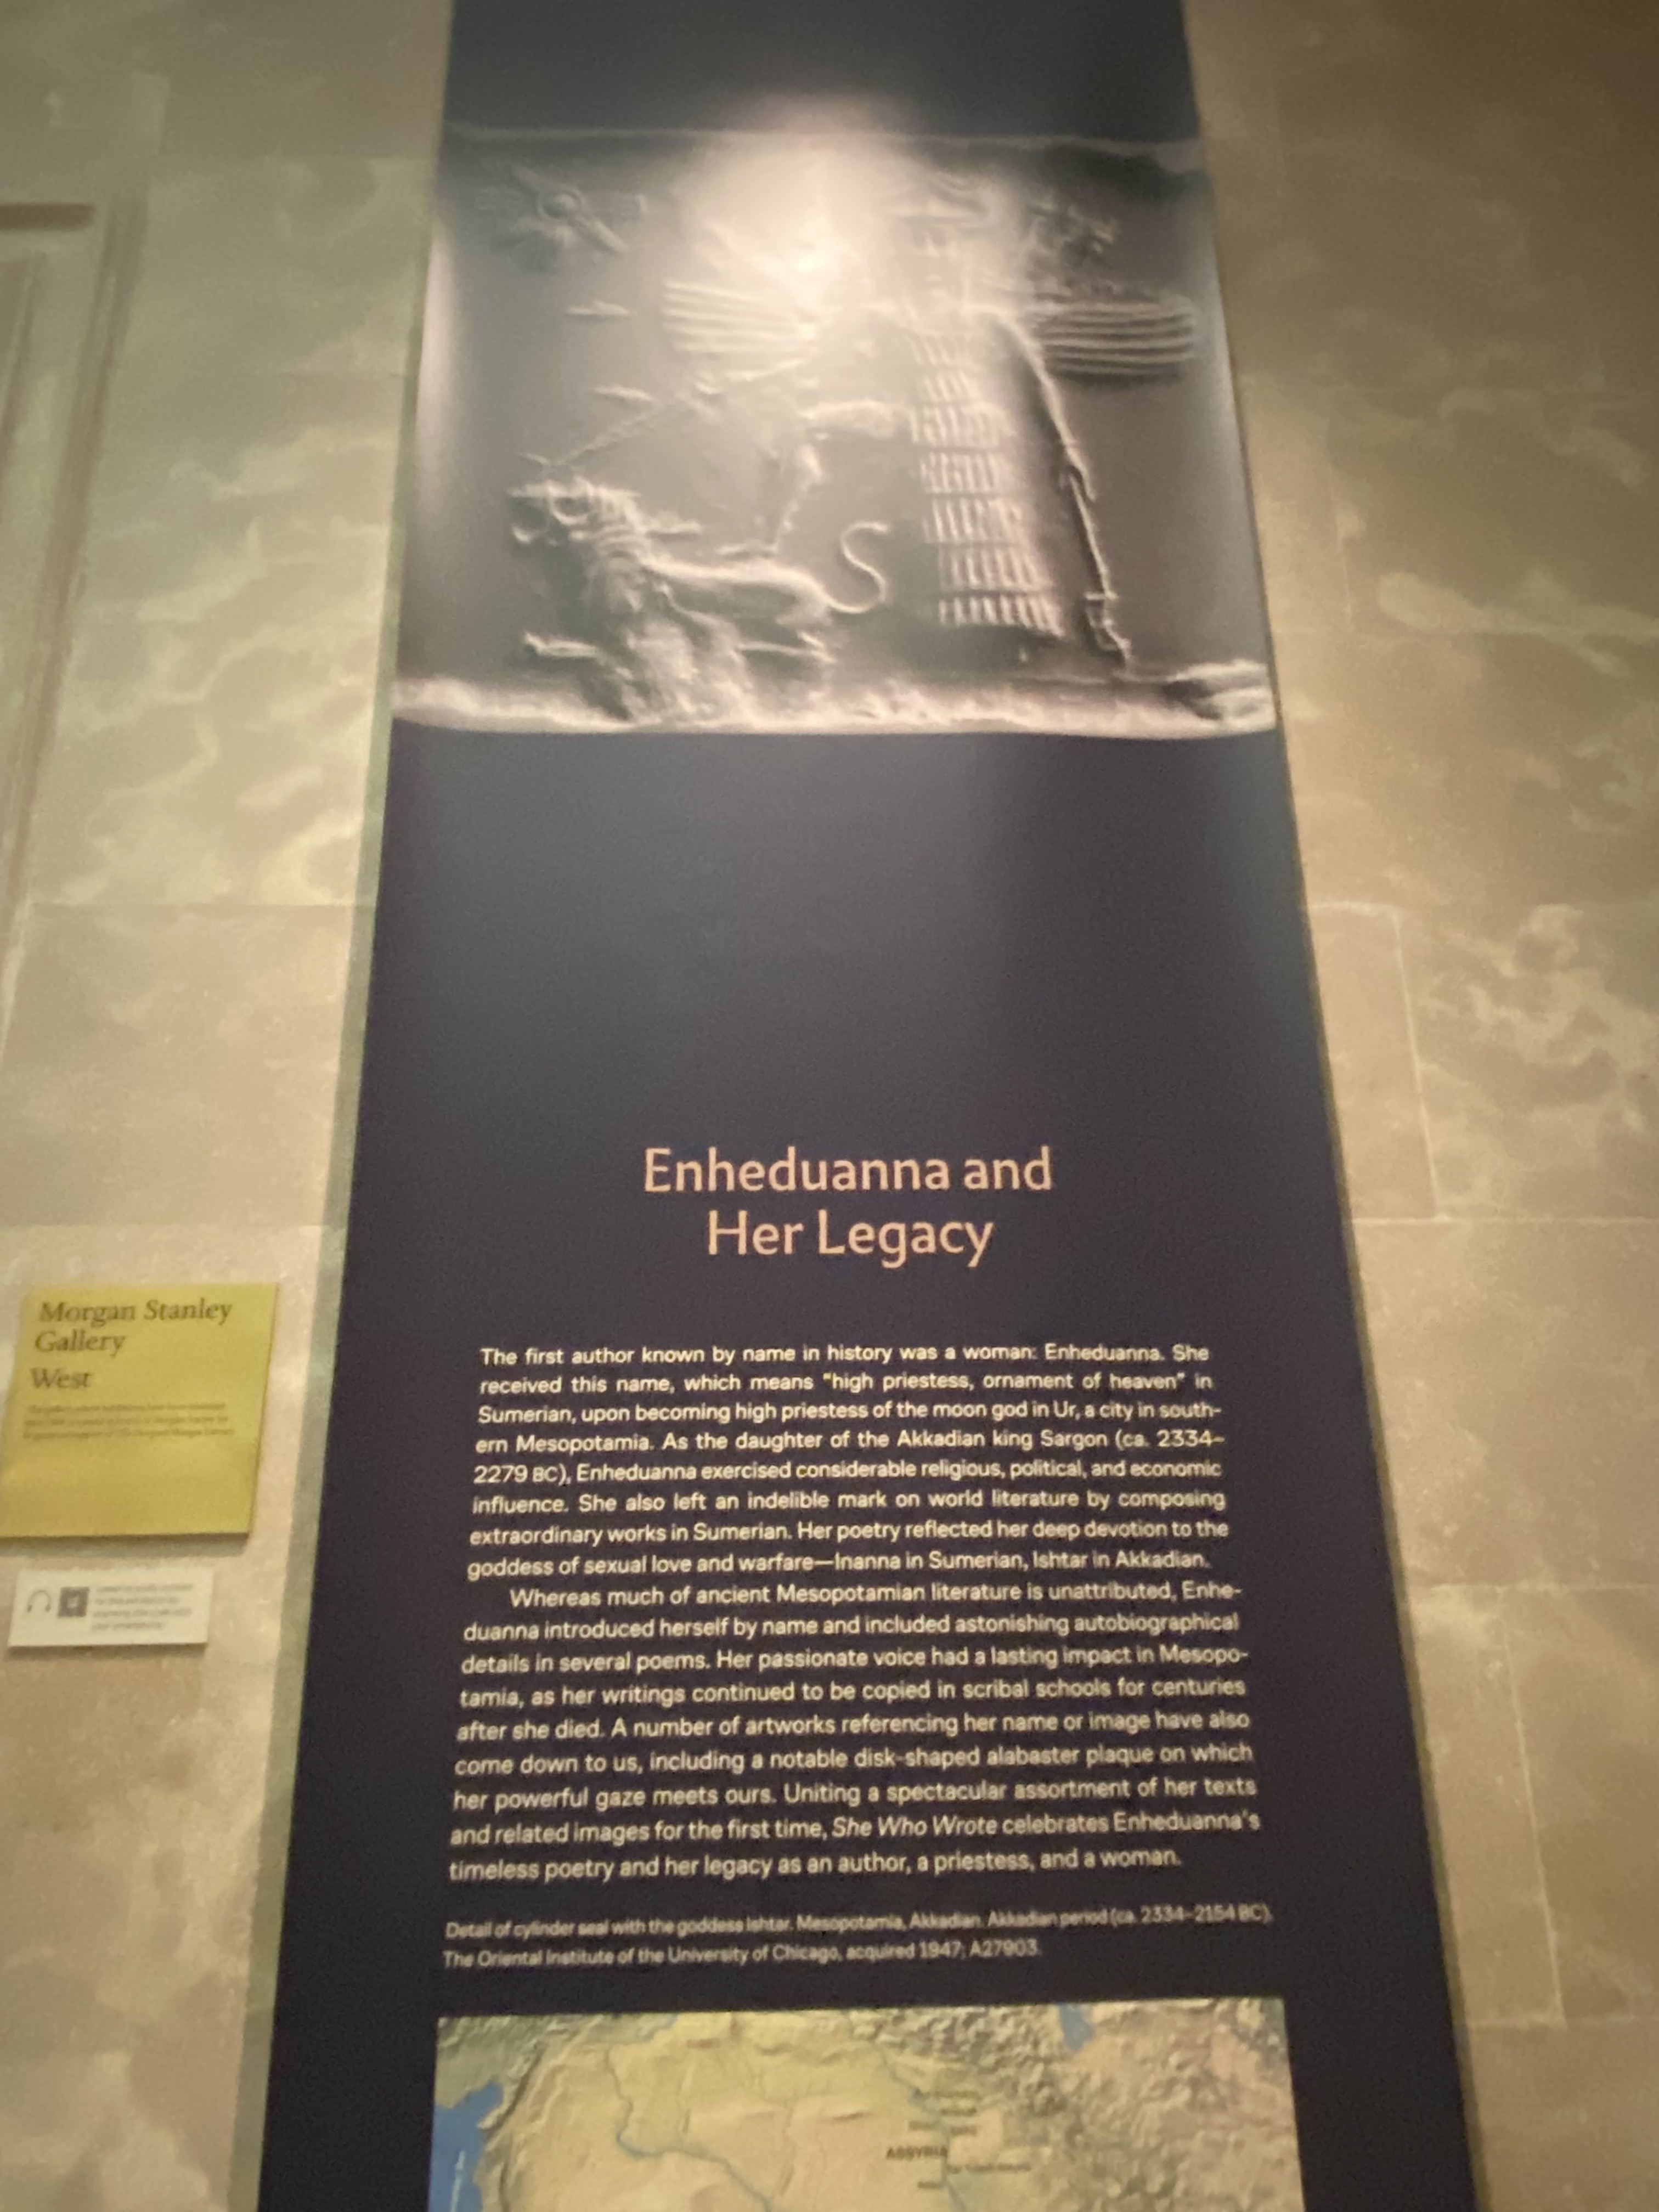 Enheduanna and
Her Legacy
The first author known by name in history was a woman: Enheduanna. She
received this name, which means "high priestess, ornament of heaven" in
Sumerian, upon becoming high priestess of the moon god in Ur, a city in south-
ern Mesopotamia. As the daughter of the Akkadian king Sargon (ca. 2334–
2279 BC), Enheduanna exercised considerable religious, political, and economic
influence. She also left an indelible mark on world literature by composing
extraordinary works in Sumerian. Her poetry reflected her deep devotion to the
goddess of sexual love and warfare—Inanna in Sumerian, Ishtar in Akkadian.
Whereas much of ancient Mesopotamian literature is unattributed, Enhe-
duanna introduced herself by name and included astonishing autobiographical
details in several poems. Her passionate voice had a lasting impact in Mesopo-
tamia, as her writings continued to be copied in scribal schools for centuries
after she died. A number of artworks referencing her name or image have also
come down to us, including a notable disk-shaped alabaster plaque on which
her powerful gaze meets ours. Uniting a spectacular assortment of her texts
and related images for the first time, She Who Wrote celebrates Enheduanna's
timeless poetry and her legacy as an author, a priestess, and a woman.
Detail of cylinder seal with the goddess Ishtar. Mesopotamia, Akkadian. Akkadian period (ca. 2334–2154 BC).
The Oriental Institute of the University of Chicago, acquired 1947; A27903.
ASSYRIA
Morgan Stanley
Gallery
West